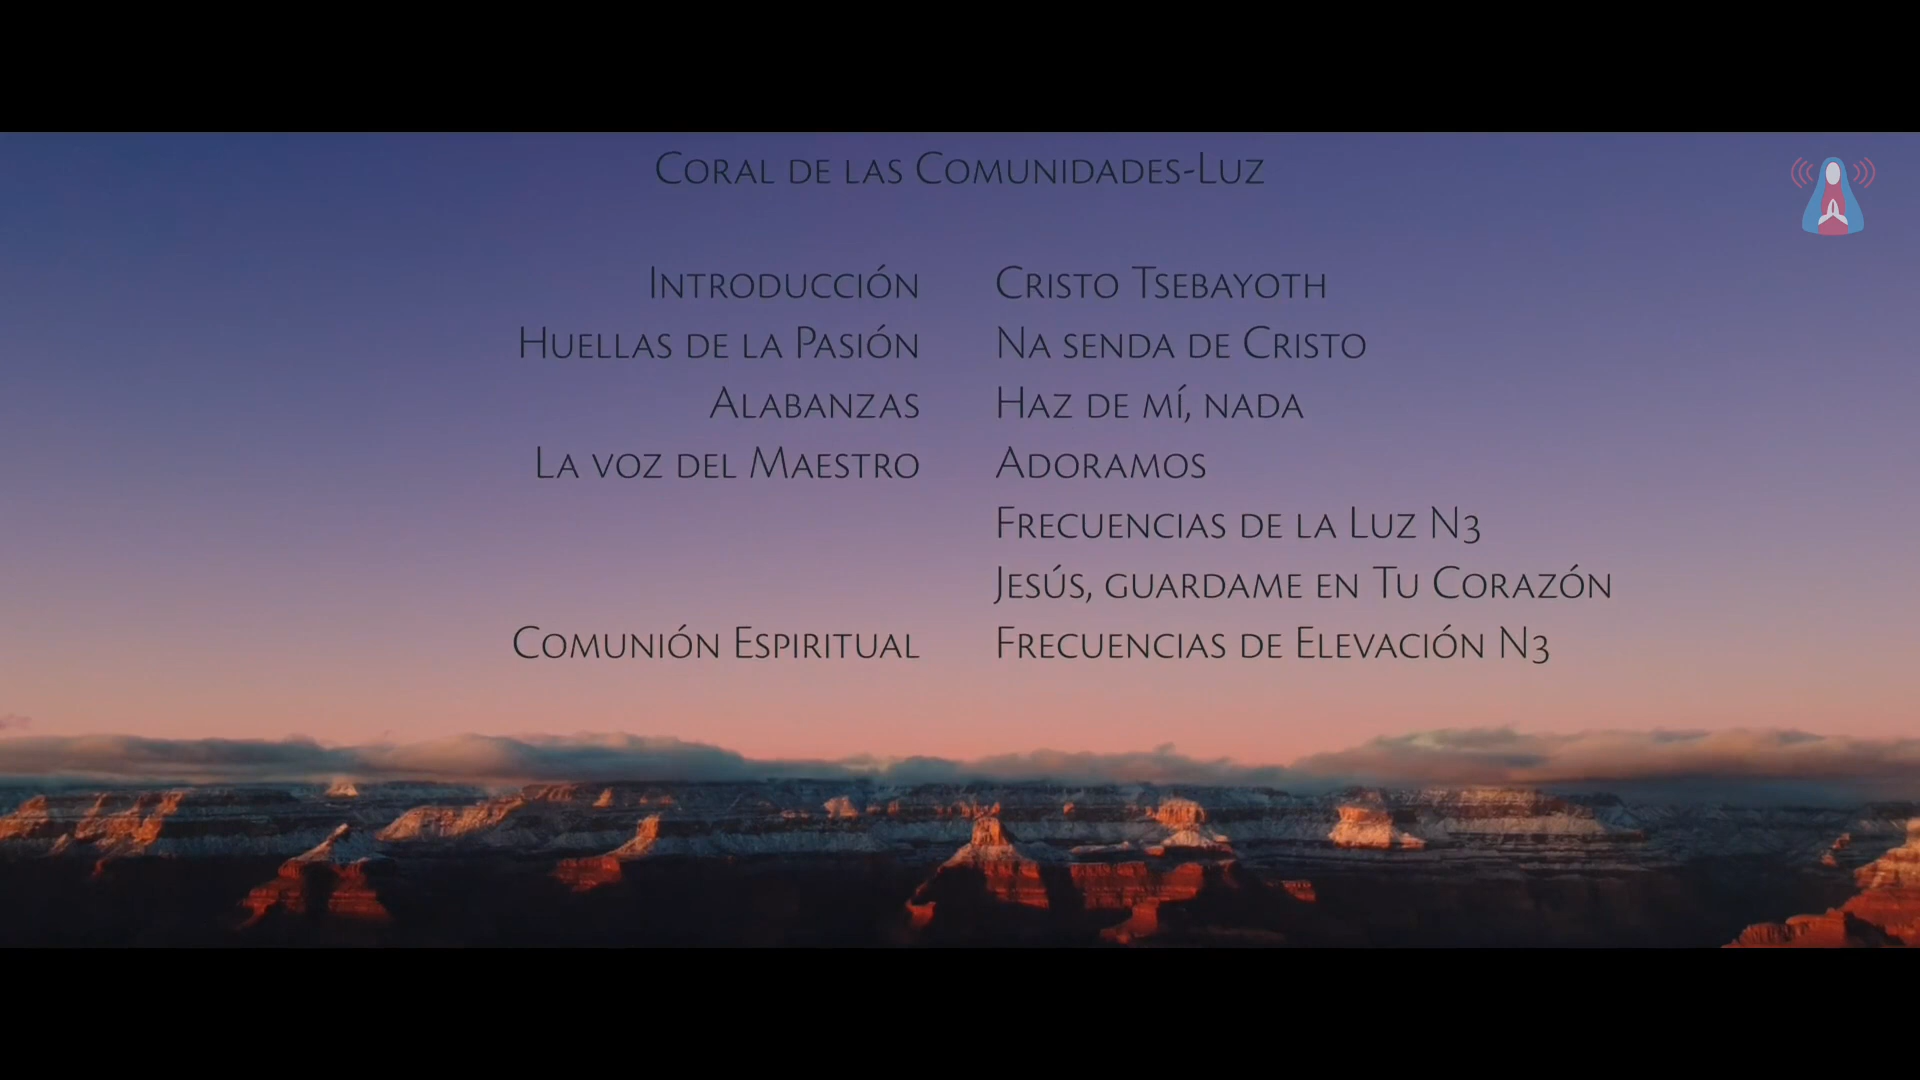 Coral de las Comunidades-Luz
Introducción Cristo Tsebayoth
Huellas de la Pasión Na senda de Cristo
Alabanzas Haz de mí, nada
La voz del Maestro Adoramos
Frecuencias de la Luz N3
Jesús, guardame en Tu Corazón
Comunión Espiritual Frecuencias de Elevación N3